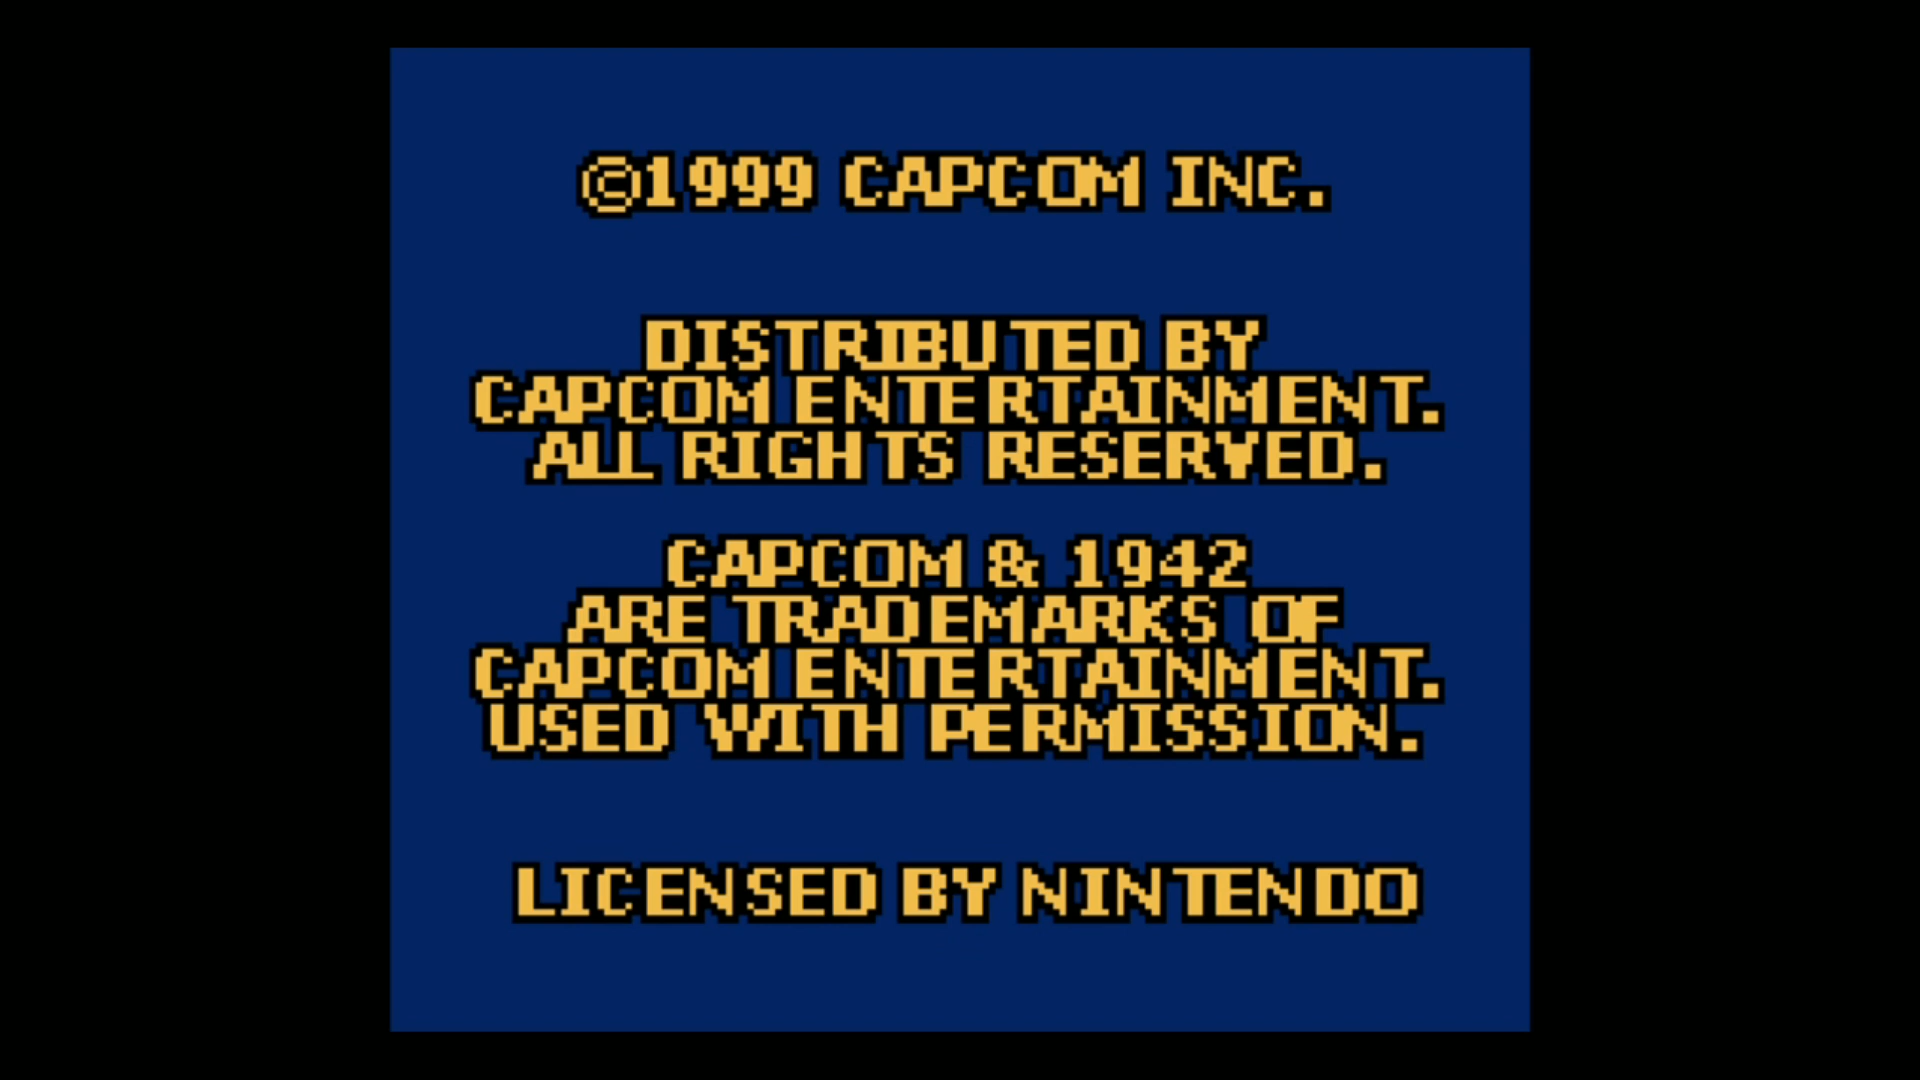 ©1999 CAPCOM INC.
DISTRIBUTED BY
CAPCOM ENTERTAINMENT.
ALL RIGHTS RESERVED.
CAPCOM & 1942
ARE TRADEMARKS OF
CAPCOM ENTERTAINMENT.
USED WITH PERMISSION.
LICENSED BY NINTENDO